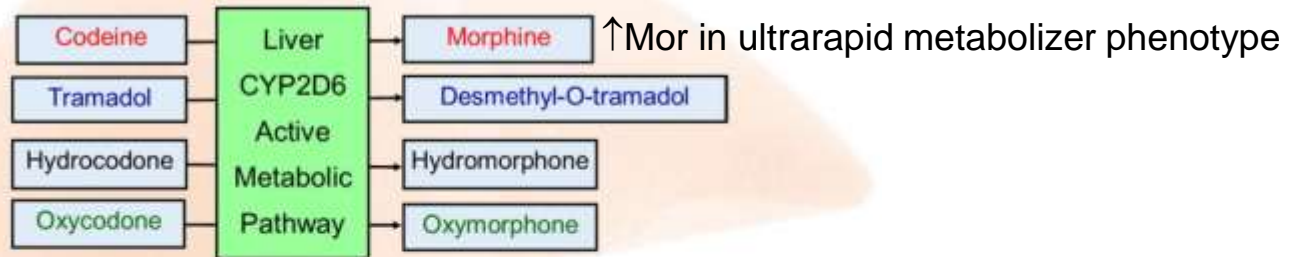 Codeine Liver Morphine ↑Mor in ultrarapid metabolizer phenotype
CYP2D6
Tramadol Desmethyl-O-tramadol
Active
Hydrocodone Hydromorphone
Metabolic
Oxycodone Pathway Oxymorphone